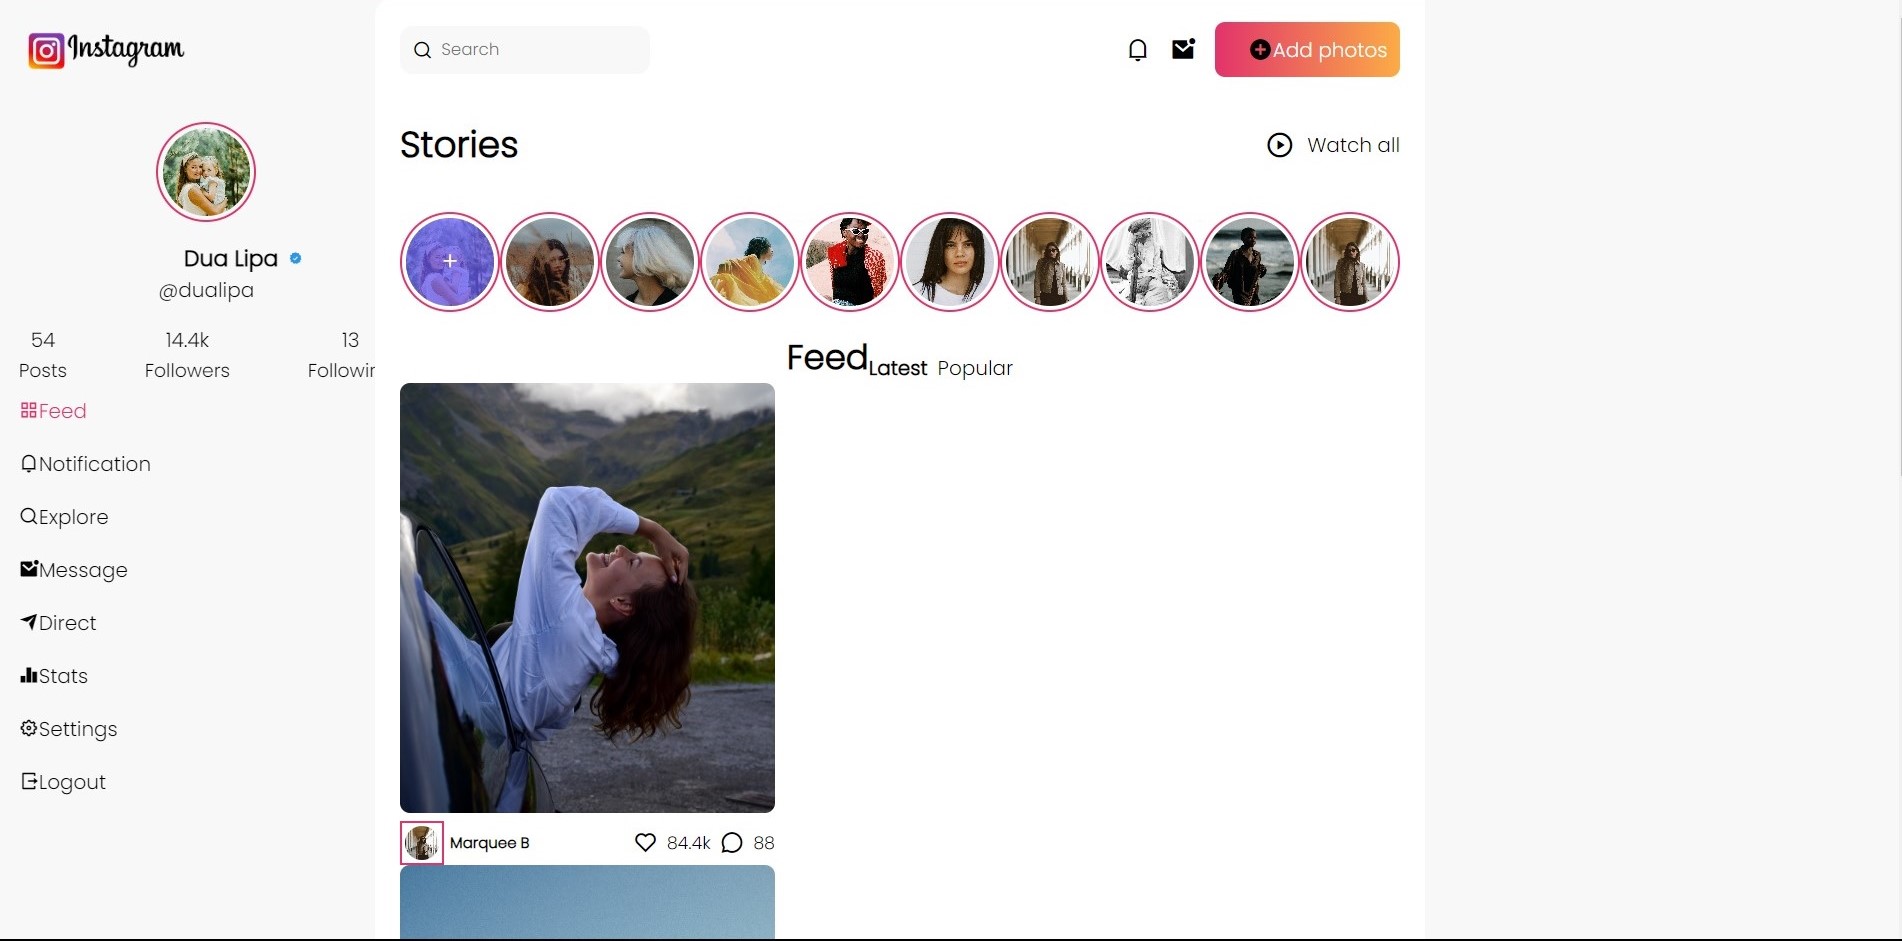 Instagram
Search
Add photos
Stories
Watch all
Dua Lipa
@dualipa
54
14.4k
13
Posts
Followers
Followin
Feed
Notification
Explore
Message
Direct
Stats
Settings
Logout
Feed Latest Popular
Marquee B
84.4k
88